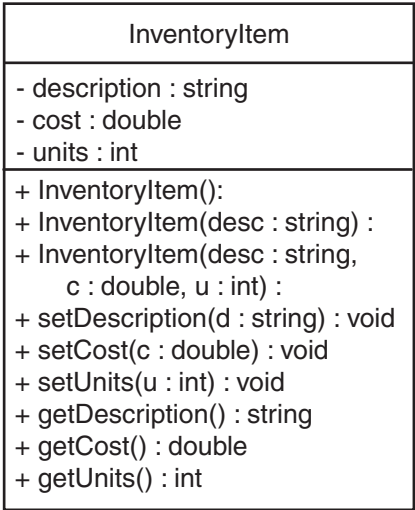 InventoryItem
- description : string
- cost : double
- units : int
+ InventoryItem():
+ InventoryItem(desc : string) :
+ InventoryItem(desc : string,
c : double, u : int) :
+ setDescription(d : string) : void
+ setCost(c : double) : void
+ setUnits(u : int) : void
+ getDescription() : string
+ getCost() : double
+ getUnits() : int